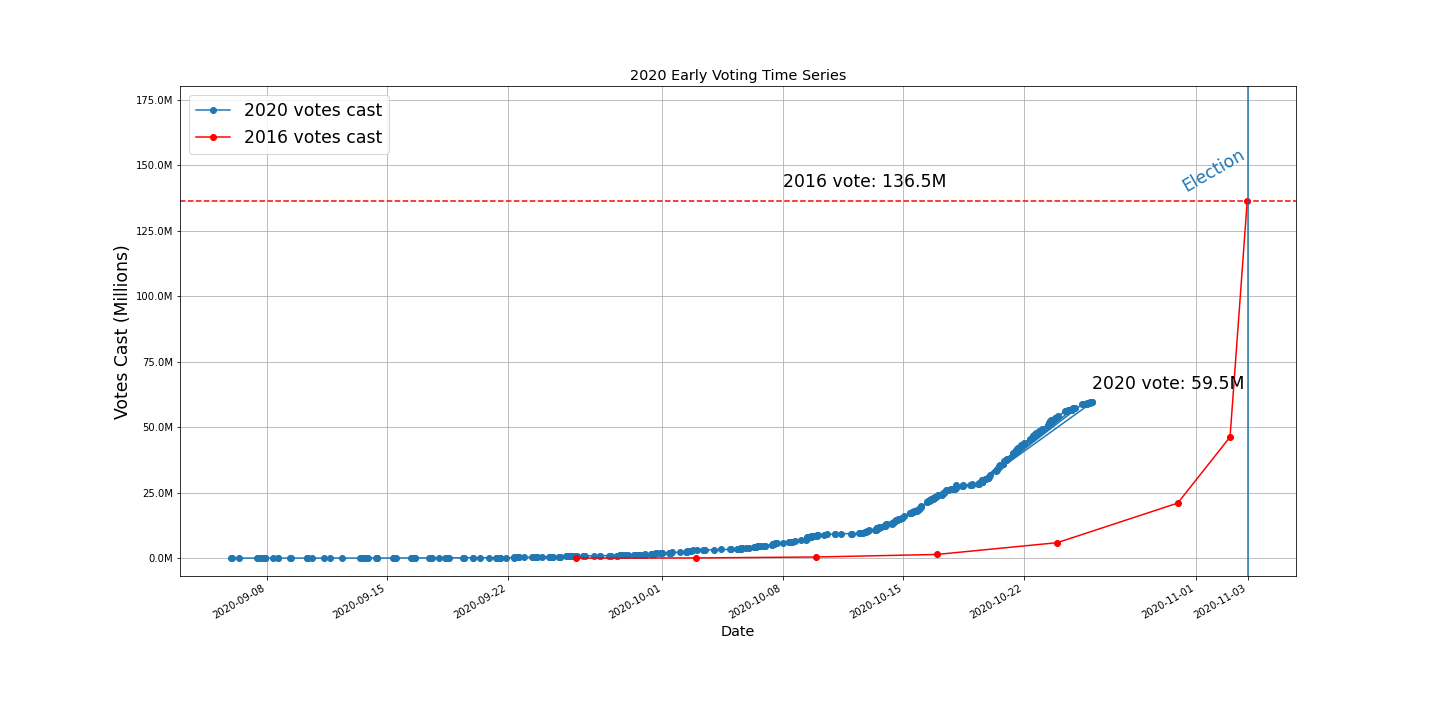 2020 Early Voting Time Series
175.0M
150.0M
125.0M
100.0M
75.0M
50.0M
25.0M
0.0M
Votes Cast (Millions)
2020 votes cast
2016 votes cast
2016 vote: 136.5M
Election
2020 vote: 59.5M
2020-09-08
2020-09-15
2020-09-22
2020-10-01
2020-10-08
2020-10-15
2020-10-22
2020-11-01
2020-11-03
Date